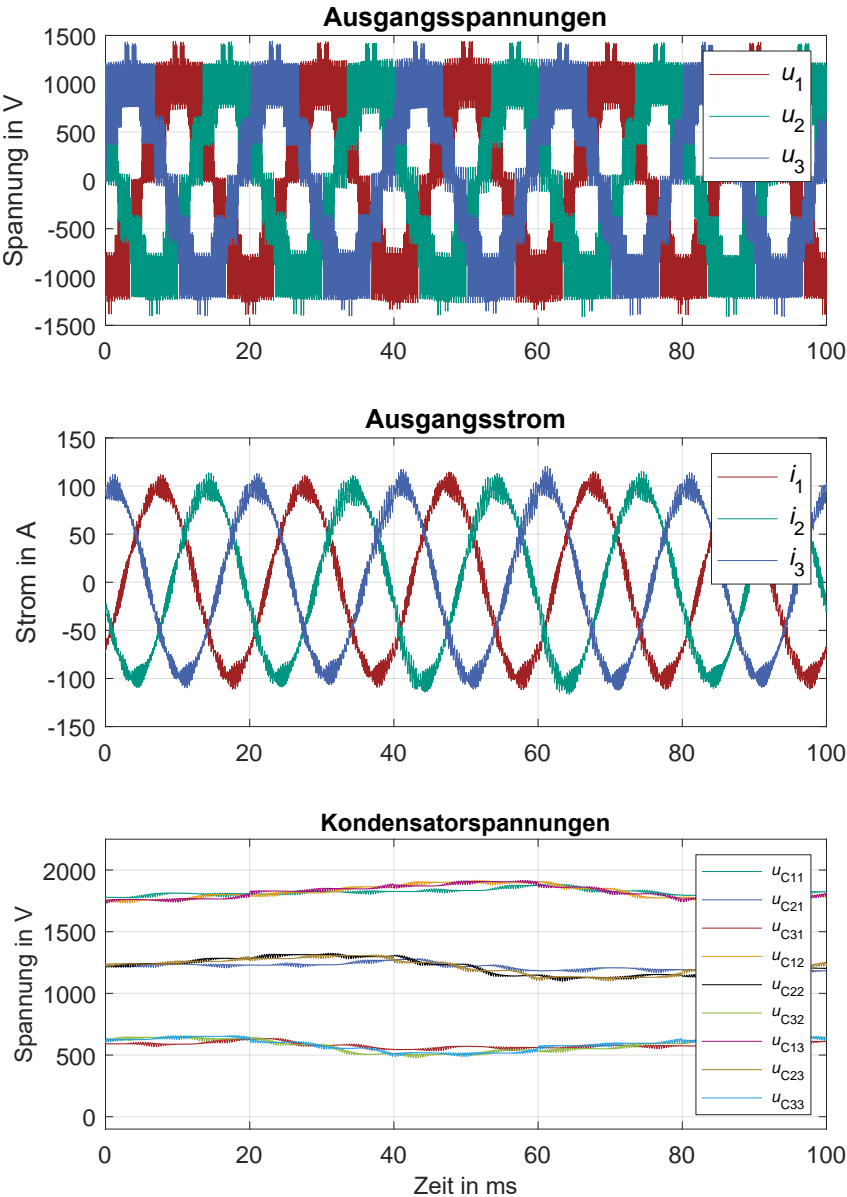 Ausgangsspannungen
Spannung in V
1500
1000
500
0
-500
-1000
-1500
0 20 40 60 80 100
u1
u2
u3
Ausgangsstrom
Strom in A
150
100
50
0
-50
-100
-150
0 20 40 60 80 100
i1
i2
i3
Kondensatorspannungen
Spannung in V
2000
1500
1000
500
0
0 20 40 60 80 100
Zeit in ms
uC11
uC21
uC31
uC12
uC22
uC32
uC13
uC23
uC33